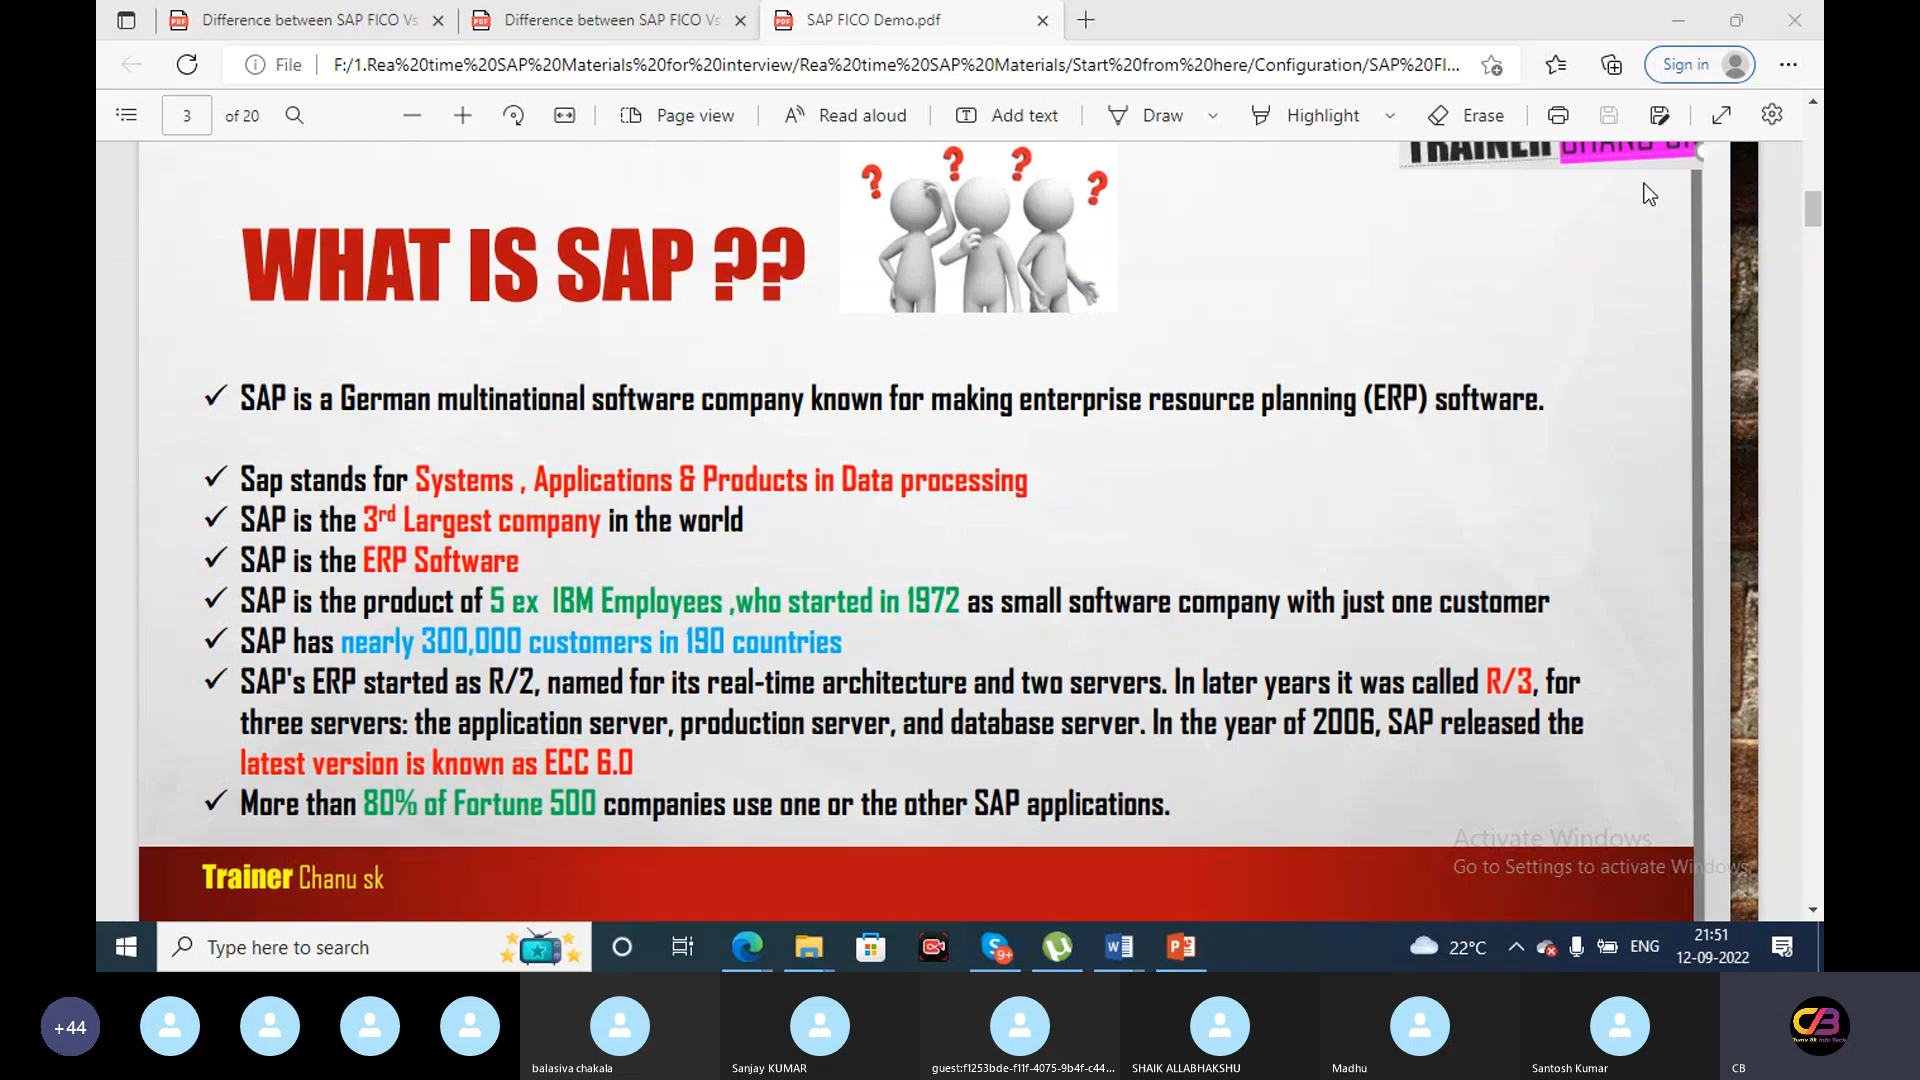 Difference between SAP FICO Vs
Difference between SAP FICO Vs
SAP FICO Demo.pdf
File
F:/1.Rea%20time%20SAP%20Materials%20for%20interview/Rea%20time%20SAP%20Materials/Start%20from%20here/Configuration/SAP%20FI...
Sign in
3 of 20
Page view
Read aloud
Add text
Draw
Highlight
Erase
TRAINER
WHAT IS SAP ??
✓ SAP is a German multinational software company known for making enterprise resource planning (ERP) software.
✓ Sap stands for Systems , Applications & Products in Data processing
✓ SAP is the 3rd Largest company in the world
✓ SAP is the ERP Software
✓ SAP is the product of 5 ex IBM Employees ,who started in 1972 as small software company with just one customer
✓ SAP has nearly 300,000 customers in 190 countries
✓ SAP's ERP started as R/2, named for its real-time architecture and two servers. In later years it was called R/3, for
three servers: the application server, production server, and database server. In the year of 2006, SAP released the
latest version is known as ECC 6.0
✓ More than 80% of Fortune 500 companies use one or the other SAP applications.
Activate Windows
Go to Settings to activate Windows.
Trainer Chanu sk
Type here to search
9+
22°C
ENG
21:51
12-09-2022
+44
balasiva chakala
Sanjay KUMAR
guest:f1253bde-f11f-4075-9b4f-c44...
SHAIK ALLABHAKSHU
Madhu
Santosh Kumar
CB